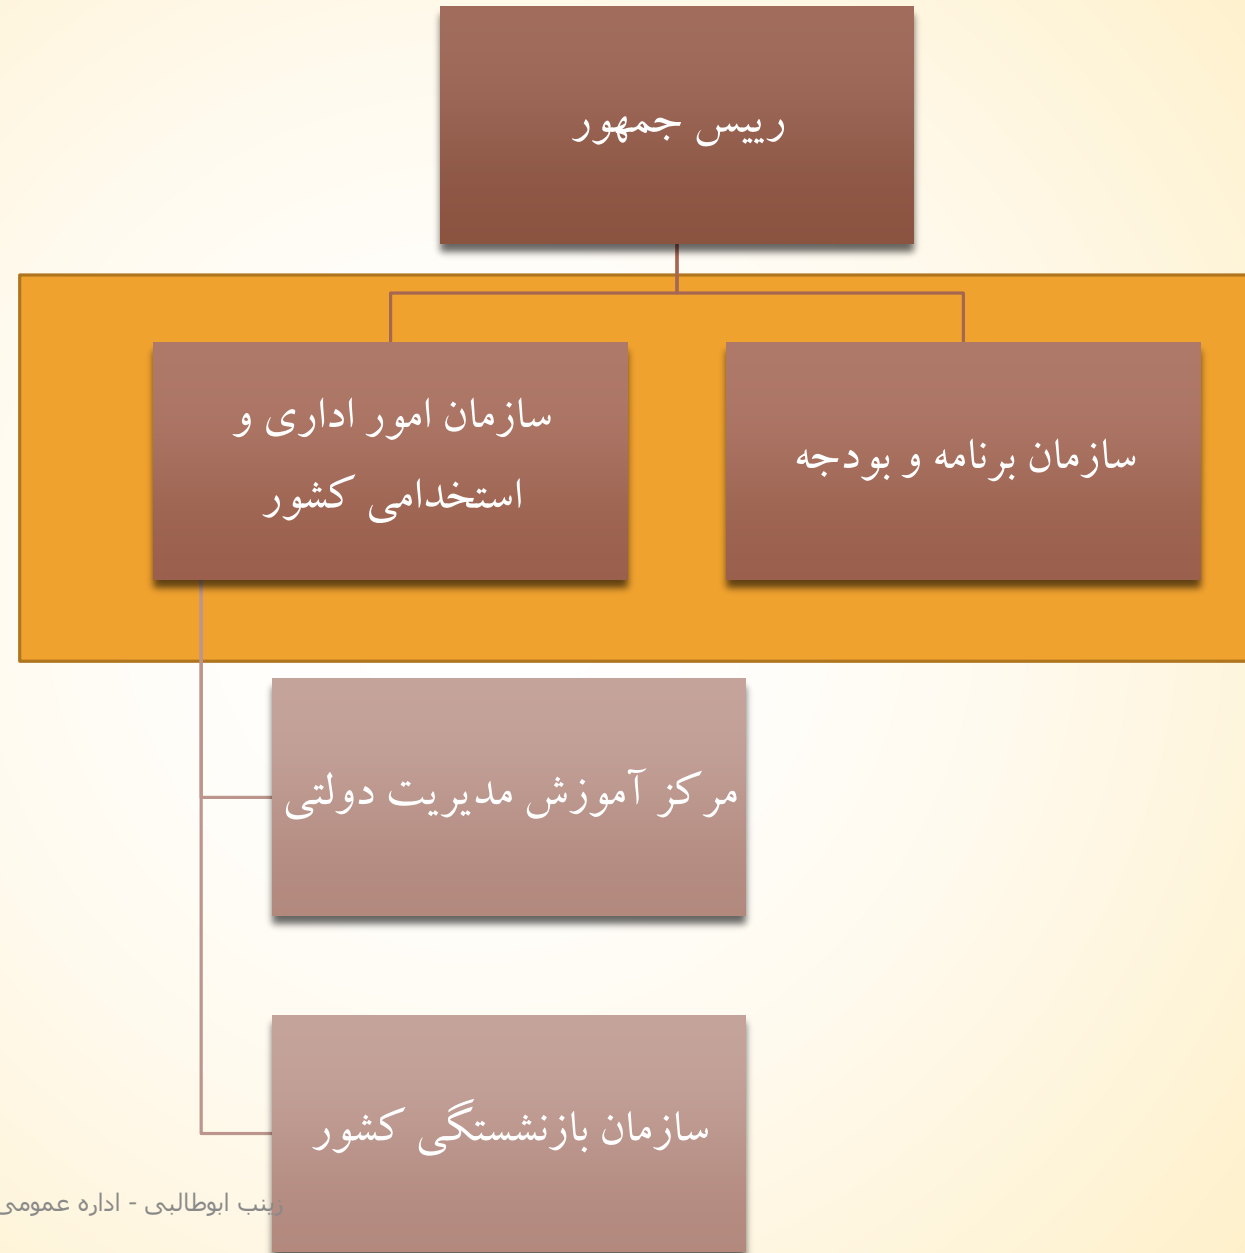 رییس جمهور
سازمان برنامه و بودجه
سازمان امور اداری و
استخدامی کشور
مرکز آموزش مدیریت دولتی
سازمان بازنشستگی کشور
زینب ابوطالبی - اداره عمومی